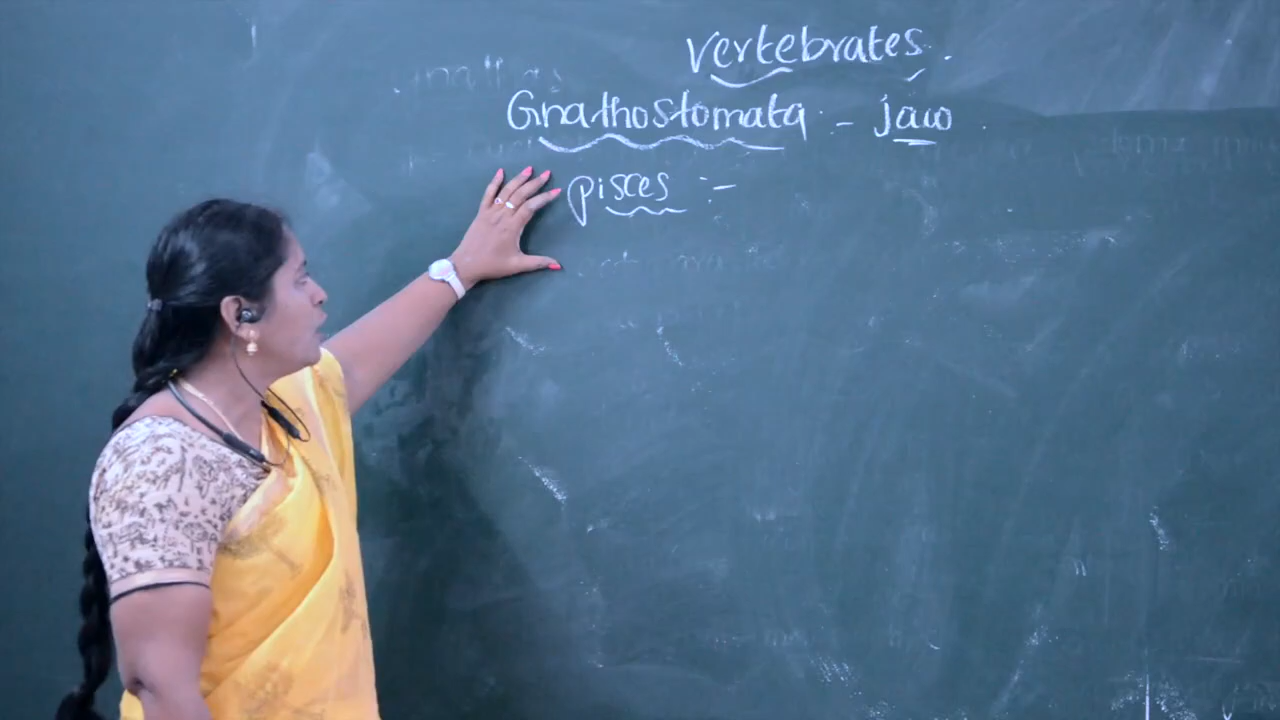 Vertebrates.
Gnathostomata - jaw.
pisces :-